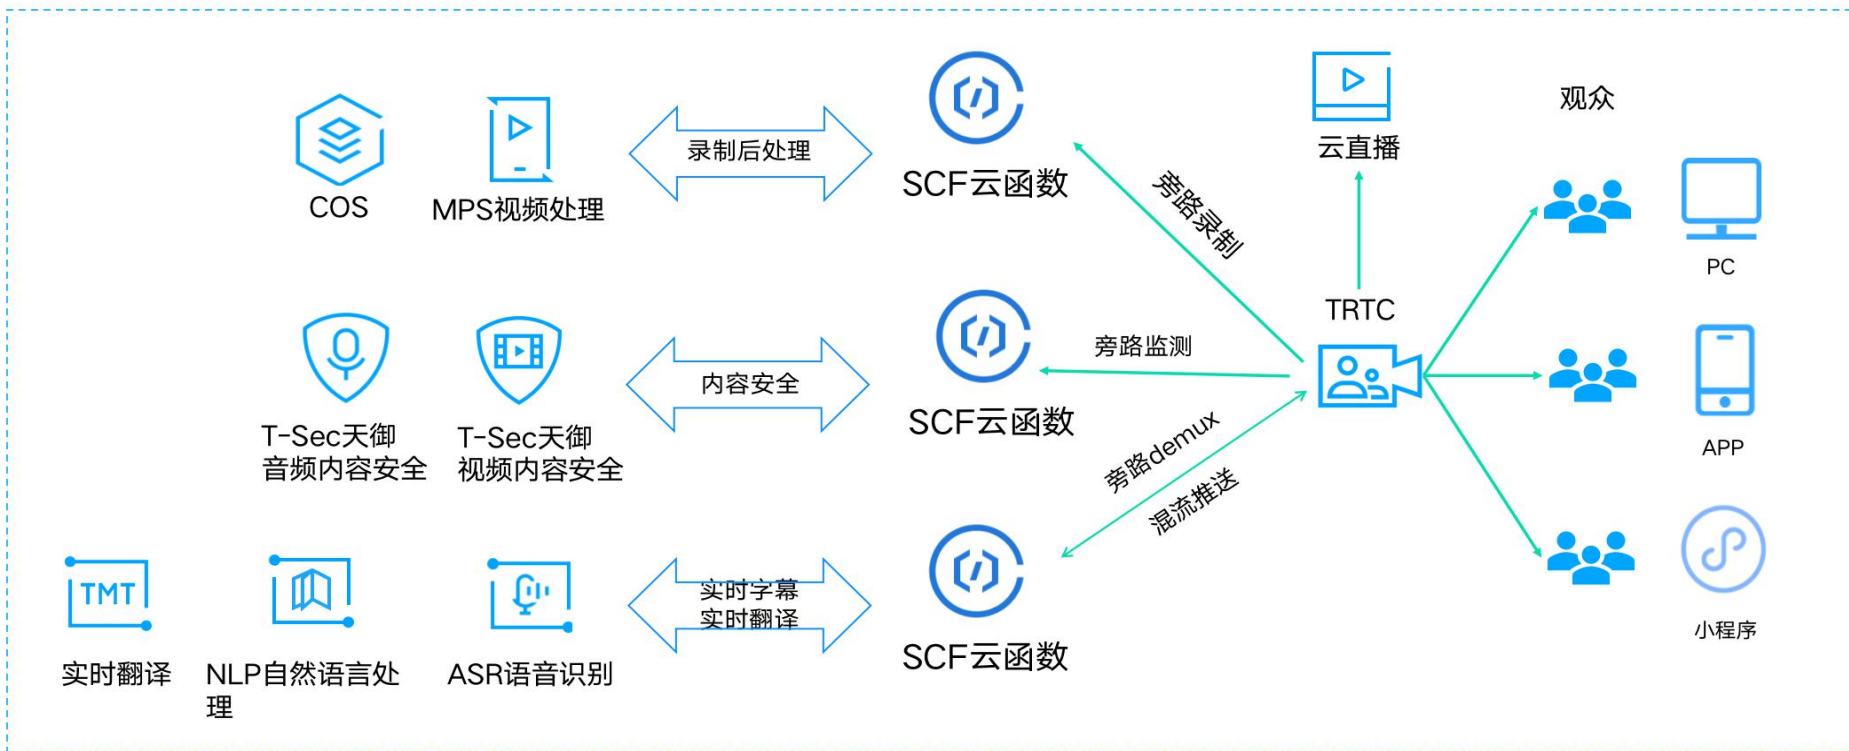 COS
MPS视频处理
录制后处理
SCF云函数
旁路录制
云直播
观众
PC
T-Sec天御
音频内容安全
T-Sec天御
视频内容安全
内容安全
SCF云函数
旁路监测
TRTC
APP
旁路demux
混流推送
TMT
实时翻译
NLP自然语言处
理
ASR语音识别
实时字幕
实时翻译
SCF云函数
小程序